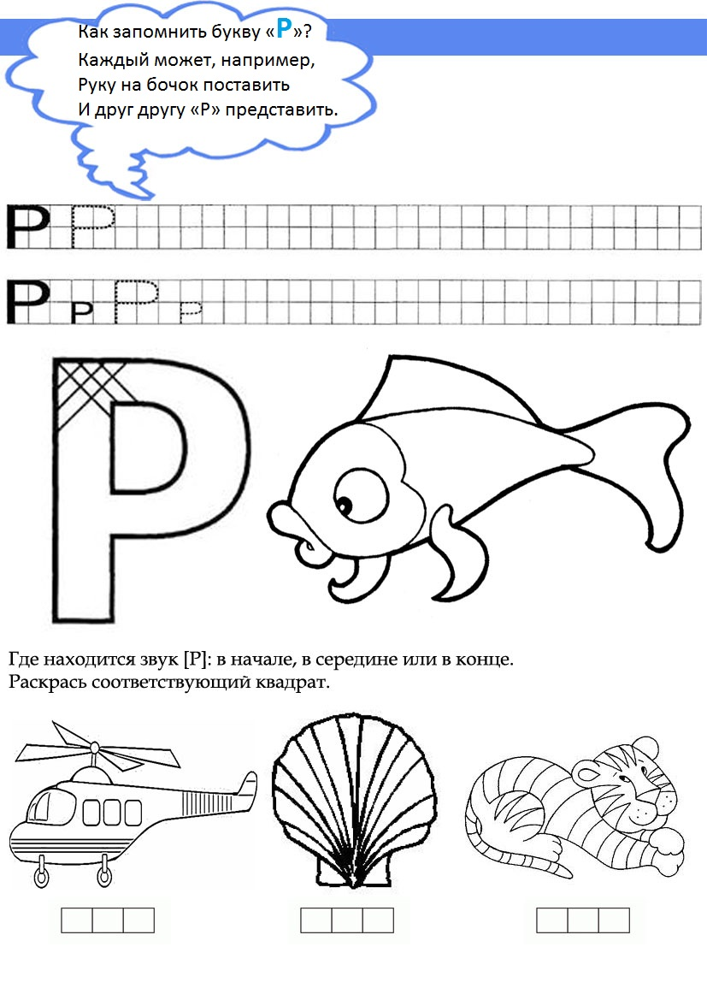 Как запомнить букву «Р»?
Каждый может, например,
Руку на бочок поставить
И друг другу «Р» представить.
Р Р
Р р Р р
Р
Где находится звук [Р]: в начале, в середине или в конце.
Раскрась соответствующий квадрат.